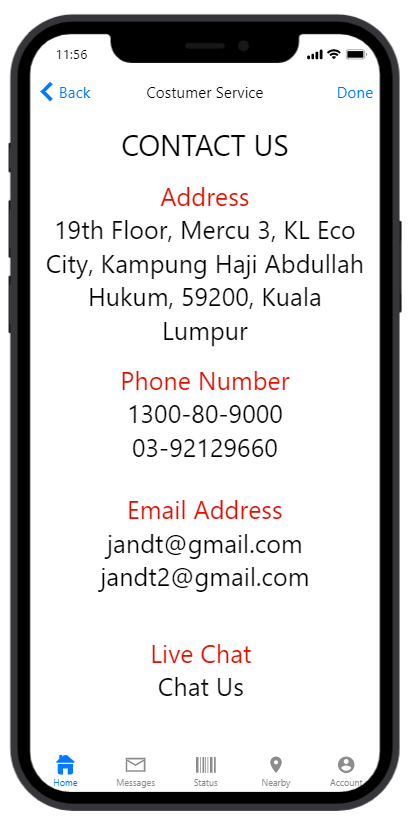 11:56
Back Costumer Service Done
CONTACT US
Address
19th Floor, Mercu 3, KL Eco
City, Kampung Haji Abdullah
Hukum, 59200, Kuala
Lumpur
Phone Number
1300-80-9000
03-92129660
Email Address
jandt@gmail.com
jandt2@gmail.com
Live Chat
Chat Us
Home Messages Status Nearby Account